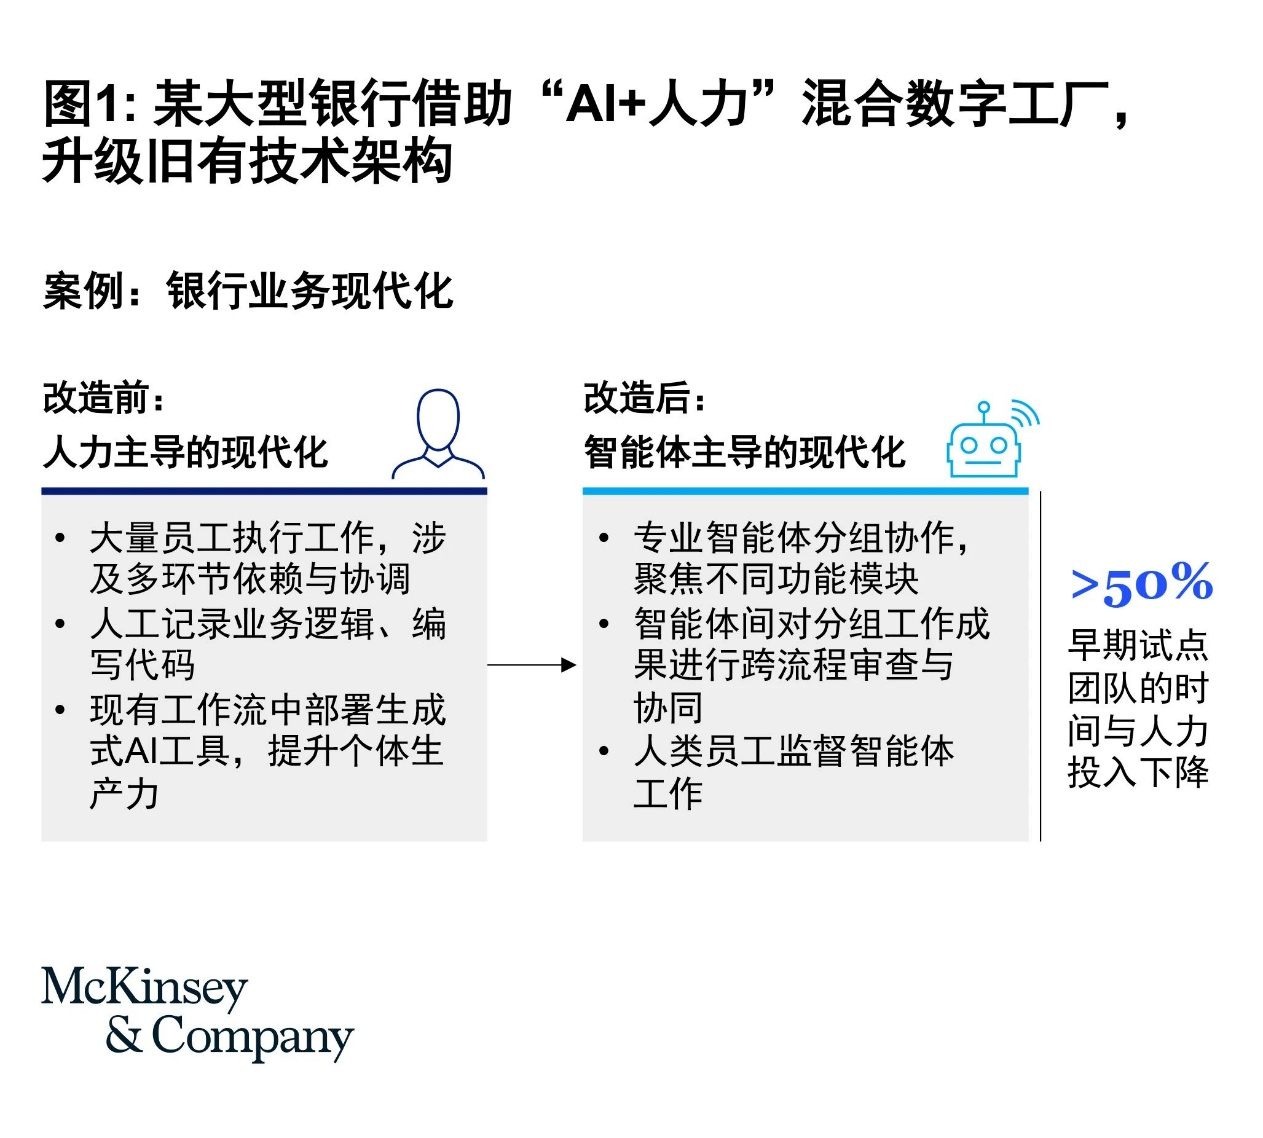 图1: 某大型银行借助“AI+人力”混合数字工厂，
升级旧有技术架构
案例：银行业务现代化
改造前：
人力主导的现代化
• 大量员工执行工作，涉
及多环节依赖与协调
• 人工记录业务逻辑、编
写代码
• 现有工作流中部署生成
式AI工具，提升个体生
产力
改造后：
智能体主导的现代化
• 专业智能体分组协作，
聚焦不同功能模块
• 智能体间对分组工作成
果进行跨流程审查与
协同
• 人类员工监督智能体
工作
>50%
早期试点
团队的时
间与人力
投入下降
McKinsey
& Company